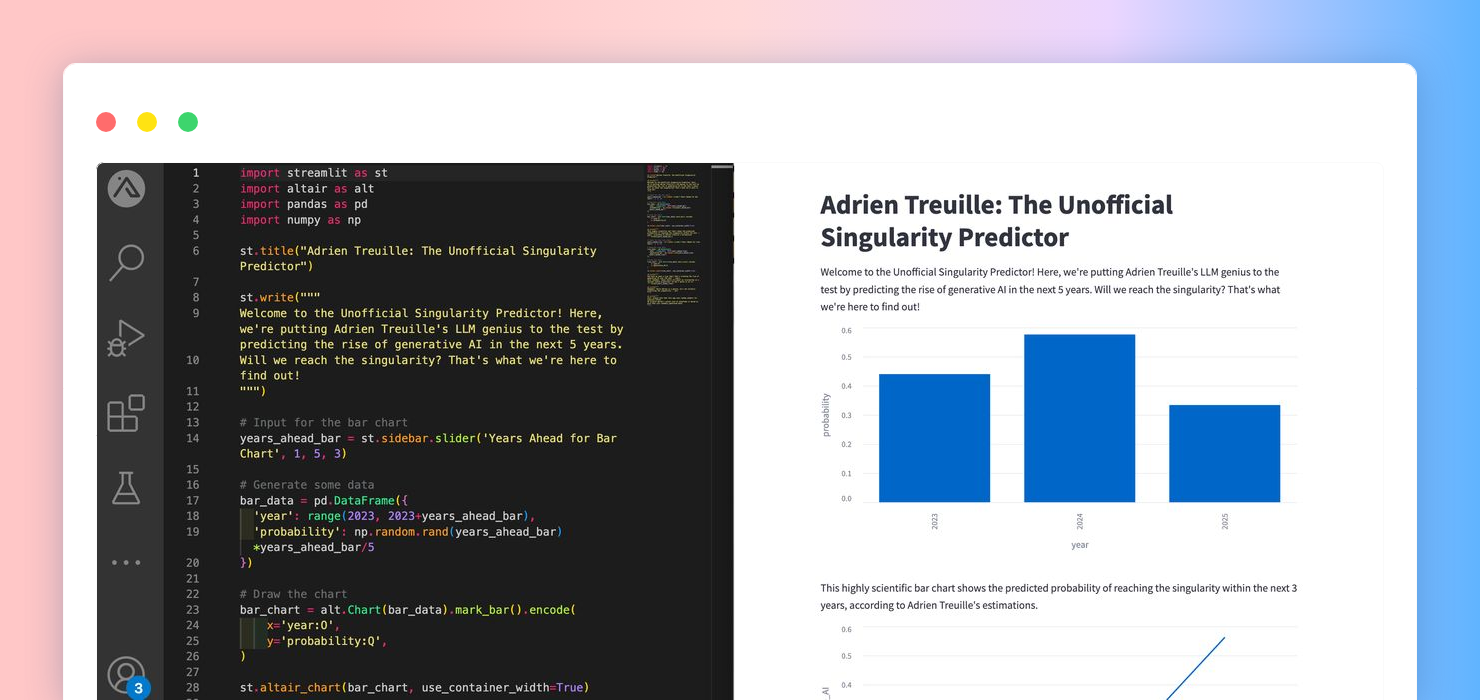 1 import streamlit as st
2 import altair as alt
3 import pandas as pd
4 import numpy as np
5
6 st.title("Adrien Treuille: The Unofficial Singularity
Predictor")
7
8 st.write("""
9 Welcome to the Unofficial Singularity Predictor! Here,
we're putting Adrien Treuille's LLM genius to the test by
predicting the rise of generative AI in the next 5 years.
10 Will we reach the singularity? That's what we're here to
find out!
11 """)
12
13 # Input for the bar chart
14 years_ahead_bar = st.sidebar.slider('Years Ahead for Bar
Chart', 1, 5, 3)
15
16 # Generate some data
17 bar_data = pd.DataFrame({
18 'year': range(2023, 2023+years_ahead_bar),
19 'probability': np.random.rand(years_ahead_bar)
*years_ahead_bar/5
20 })
21
22 # Draw the chart
23 bar_chart = alt.Chart(bar_data).mark_bar().encode(
24 x='year:O',
25 y='probability:Q',
26 )
27
28 st.altair_chart(bar_chart, use_container_width=True)
3
Adrien Treuille: The Unofficial
Singularity Predictor
Welcome to the Unofficial Singularity Predictor! Here, we're putting Adrien Treuille's LLM genius to the
test by predicting the rise of generative AI in the next 5 years. Will we reach the singularity? That's what
we're here to find out!
0.6
0.5
0.4
0.3
0.2
0.1
0.0
probability
2023
2024
2025
year
This highly scientific bar chart shows the predicted probability of reaching the singularity within the next 3
years, according to Adrien Treuille's estimations.
0.6
0.5
0.4
_AI